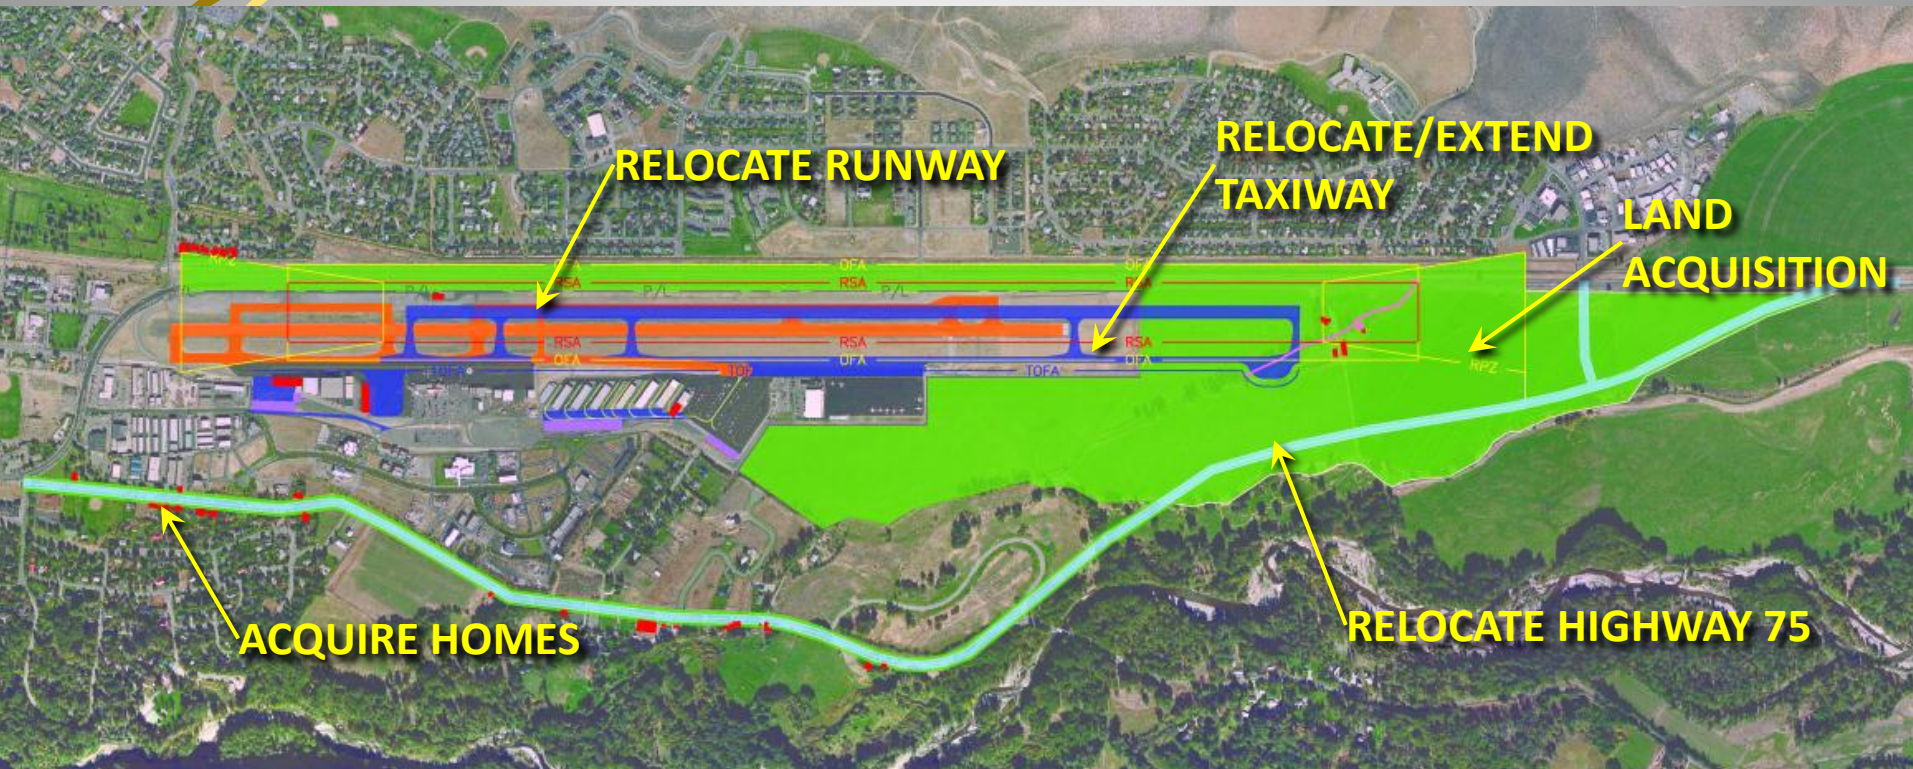 RELOCATE RUNWAY
RELOCATE/EXTEND
TAXIWAY
LAND
ACQUISITION
RPZ
OFA
OFA
OFA
RSA
RSA
RSA
P/L
P/L
P/L
RSA
RSA
RSA
OFA
OFA
OFA
RPZ
TOFA
TOF
TOFA
ACQUIRE HOMES
RELOCATE HIGHWAY 75